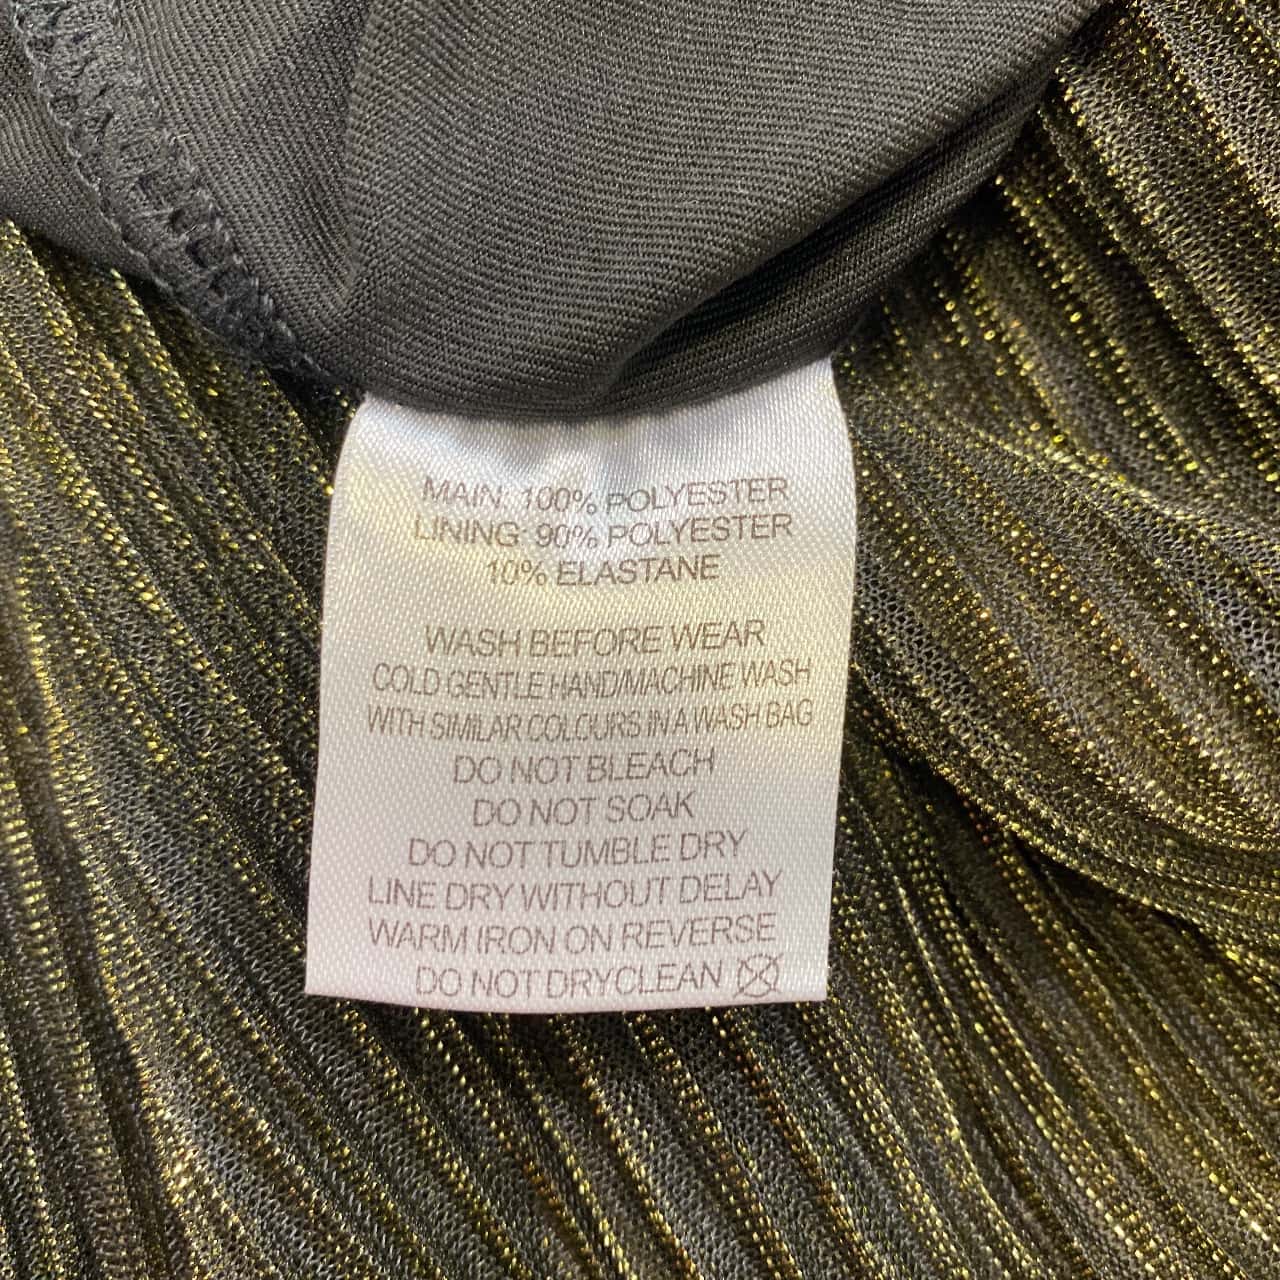 MAIN: 100% POLYESTER
LINING: 90% POLYESTER
10% ELASTANE
WASH BEFORE WEAR
COLD GENTLE HAND/MACHINE WASH
WITH SIMILAR COLOURS IN A WASH BAG
DO NOT BLEACH
DO NOT SOAK
DO NOT TUMBLE DRY
LINE DRY WITHOUT DELAY
WARM IRON ON REVERSE
DO NOT DRYCLEAN